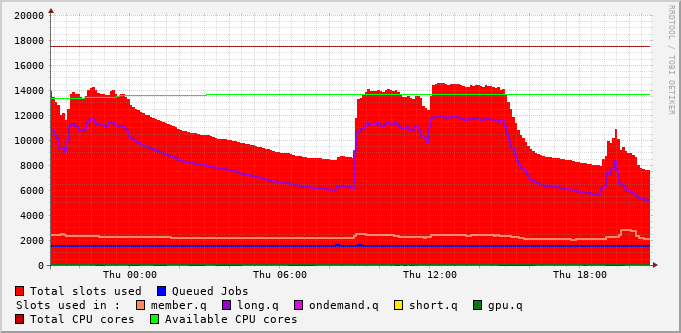 20000
18000
16000
14000
12000
10000
8000
6000
4000
2000
0
Thu 00:00 Thu 06:00 Thu 12:00 Thu 18:00
RRDTOOL / TOBI OETIKER
Total slots used Queued Jobs
Slots used in : member.q long.q ondemand.q short.q gpu.q
Total CPU cores Available CPU cores